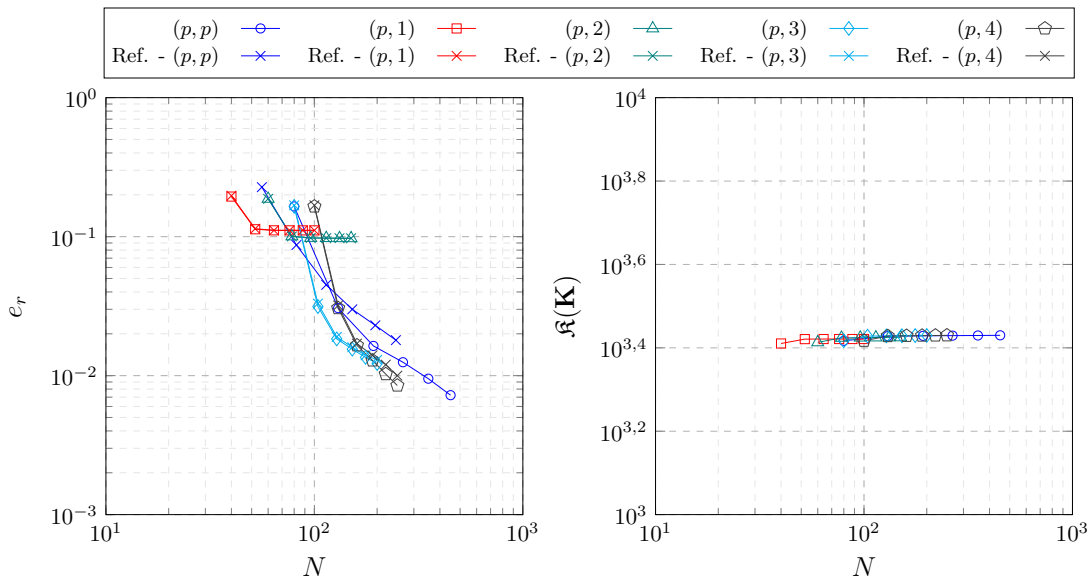 (p, p) (p, 1) (p, 2) (p, 3) (p, 4)
Ref. - (p, p) Ref. - (p, 1) Ref. - (p, 2) Ref. - (p, 3) Ref. - (p, 4)
10^0
10^−1
10^−2
10^−3
e_r
10^1 10^2 10^3
N
10^4
10^{3,8}
10^{3,6}
10^{3,4}
10^{3,2}
10^3
𝔎(𝐊)
10^1 10^2 10^3
N